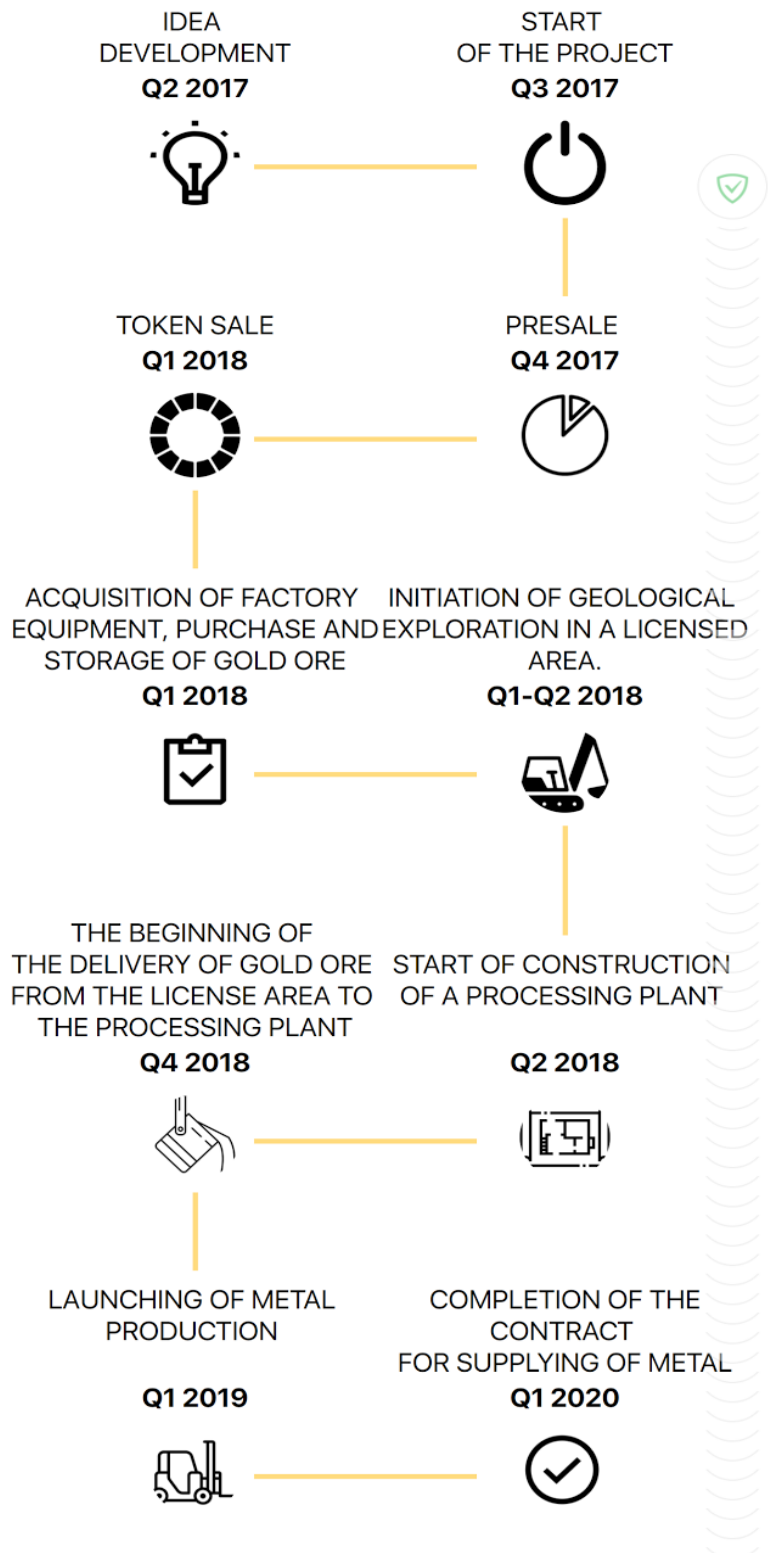 IDEA
DEVELOPMENT
Q2 2017
START
OF THE PROJECT
Q3 2017
TOKEN SALE
Q1 2018
PRESALE
Q4 2017
ACQUISITION OF FACTORY
EQUIPMENT, PURCHASE AND
STORAGE OF GOLD ORE
Q1 2018
INITIATION OF GEOLOGICAL
EXPLORATION IN A LICENSED
AREA.
Q1-Q2 2018
THE BEGINNING OF
THE DELIVERY OF GOLD ORE
FROM THE LICENSE AREA TO
THE PROCESSING PLANT
Q4 2018
START OF CONSTRUCTION
OF A PROCESSING PLANT
Q2 2018
LAUNCHING OF METAL
PRODUCTION
Q1 2019
COMPLETION OF THE
CONTRACT
FOR SUPPLYING OF METAL
Q1 2020